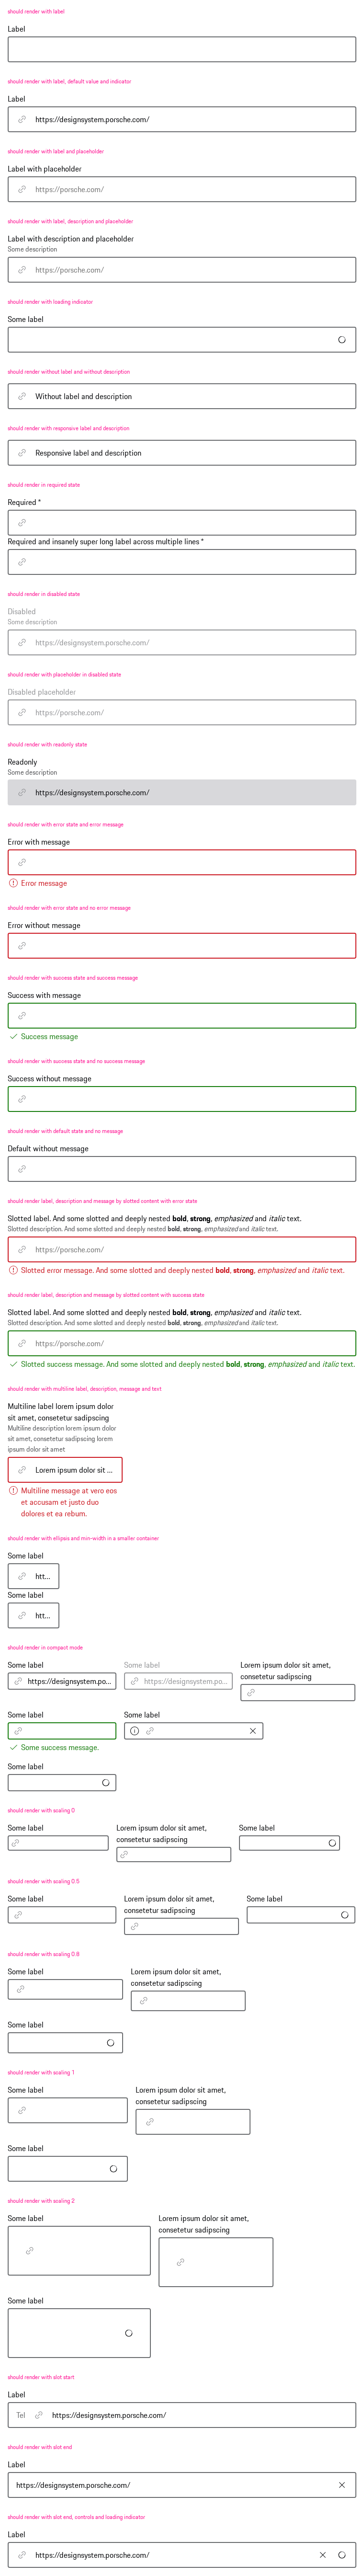 should render with label
Label
should render with label, default value and indicator
Label
https://designsystem.porsche.com/
should render with label and placeholder
Label with placeholder
https://porsche.com/
should render with label, description and placeholder
Label with description and placeholder
Some description
https://porsche.com/
should render with loading indicator
Some label
should render without label and without description
Without label and description
should render with responsive label and description
Responsive label and description
should render in required state
Required *
Required and insanely super long label across multiple lines *
should render in disabled state
Disabled
Some description
https://designsystem.porsche.com/
should render with placeholder in disabled state
Disabled placeholder
https://porsche.com/
should render with readonly state
Readonly
Some description
https://designsystem.porsche.com/
should render with error state and error message
Error with message
Error message
should render with error state and no error message
Error without message
should render with success state and success message
Success with message
Success message
should render with success state and no success message
Success without message
should render with default state and no message
Default without message
should render label, description and message by slotted content with error state
Slotted label. And some slotted and deeply nested bold, strong, emphasized and italic text.
Slotted description. And some slotted and deeply nested bold, strong, emphasized and italic text.
https://porsche.com/
Slotted error message. And some slotted and deeply nested bold, strong, emphasized and italic text.
should render label, description and message by slotted content with success state
Slotted label. And some slotted and deeply nested bold, strong, emphasized and italic text.
Slotted description. And some slotted and deeply nested bold, strong, emphasized and italic text.
https://porsche.com/
Slotted success message. And some slotted and deeply nested bold, strong, emphasized and italic text.
should render with multiline label, description, message and text
Multiline label lorem ipsum dolor
sit amet, consetetur sadipscing
Multiline description lorem ipsum dolor
sit amet, consetetur sadipscing lorem
ipsum dolor sit amet
Lorem ipsum dolor sit ...
Multiline message at vero eos
et accusam et justo duo
dolores et ea rebum.
should render with ellipsis and min-width in a smaller container
Some label
htt...
Some label
htt...
should render in compact mode
Some label
https://designsystem.po...
Some label
https://designsystem.po...
Lorem ipsum dolor sit amet,
consetetur sadipscing
Some label
Some success message.
Some label
Some label
should render with scaling 0
Some label
Lorem ipsum dolor sit amet,
consetetur sadipscing
Some label
should render with scaling 0.5
Some label
Lorem ipsum dolor sit amet,
consetetur sadipscing
Some label
should render with scaling 0.8
Some label
Lorem ipsum dolor sit amet,
consetetur sadipscing
Some label
should render with scaling 1
Some label
Lorem ipsum dolor sit amet,
consetetur sadipscing
Some label
should render with scaling 2
Some label
Lorem ipsum dolor sit amet,
consetetur sadipscing
Some label
should render with slot start
Label
Tel
https://designsystem.porsche.com/
should render with slot end
Label
https://designsystem.porsche.com/
should render with slot end, controls and loading indicator
Label
https://designsystem.porsche.com/